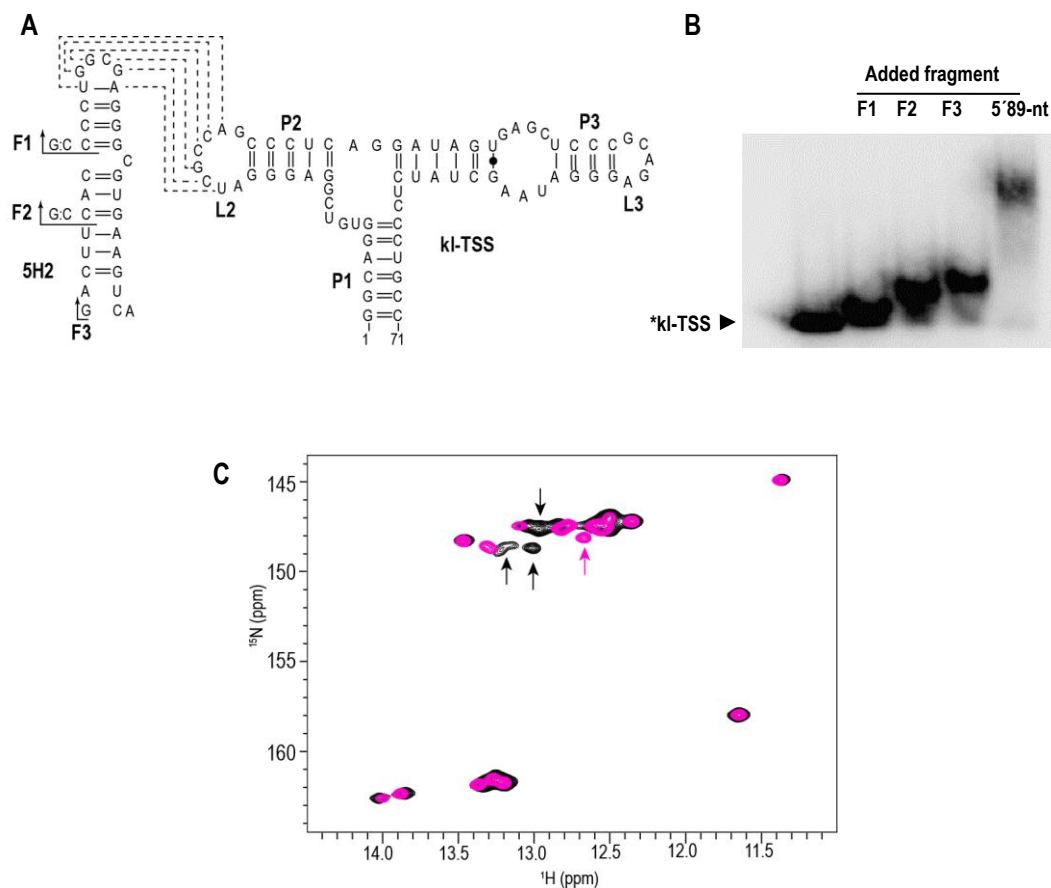 A
G G C G
U A
C G
C G
F1 G:C C G
C
C G
A U
F2 G:C C G
U A
U A
5H2 C G
A U
G C A
F3
P2
C G C C A G C C C U C A G G A U A G U G A G C U C C C G C A G
P3
C U A G G G A G G U
L2
U G U G G A C G G
P1
1
C U C C C U G C C
71
U U A U C G A A A U A G G G A
L3
kl-TSS
B
Added fragment
F1 F2 F3 5´89-nt
*kl-TSS
C
145
150
155
160
¹⁵N (ppm)
14.0 13.5 13.0 12.5 12.0 11.5
¹H (ppm)